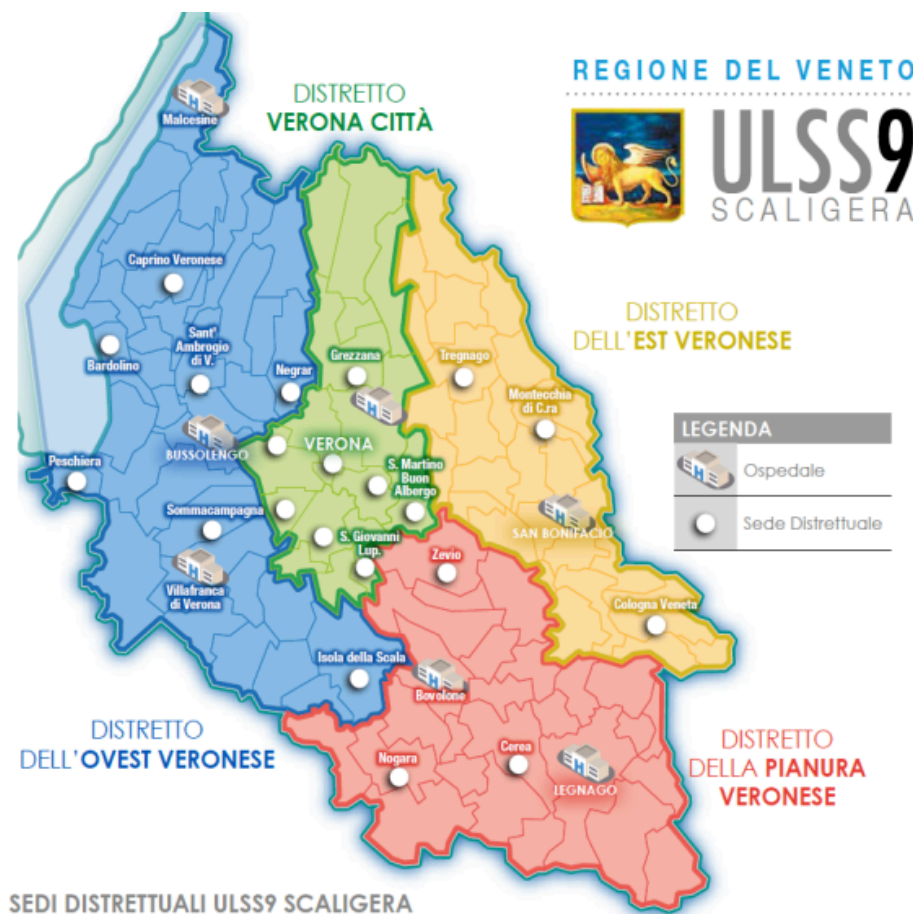 REGIONE DEL VENETO
ULSS9
SCALIGERA
DISTRETTO
VERONA CITTÀ
Malcesine
Caprino Veronese
Sant'
Ambrogio
di V.
Bardolino
Negrar
Grezzana
Tregnago
DISTRETTO
DELL'EST VERONESE
Montecchia
di C.ra
BUSSOLENGO
VERONA
Peschiera
S. Martino
Buon
Albergo
LEGENDA
Ospedale
Sede Distrettuale
Sommacampagna
S. Giovanni
Lup.
SAN BONIFACIO
Zevio
Villafranca
di Verona
Cologna Veneta
Isola della Scala
Bovolone
DISTRETTO
DELL'OVEST VERONESE
Nogara
Cerea
LEGNAGO
DISTRETTO
DELLA PIANURA
VERONESE
SEDI DISTRETTUALI ULSS9 SCALIGERA